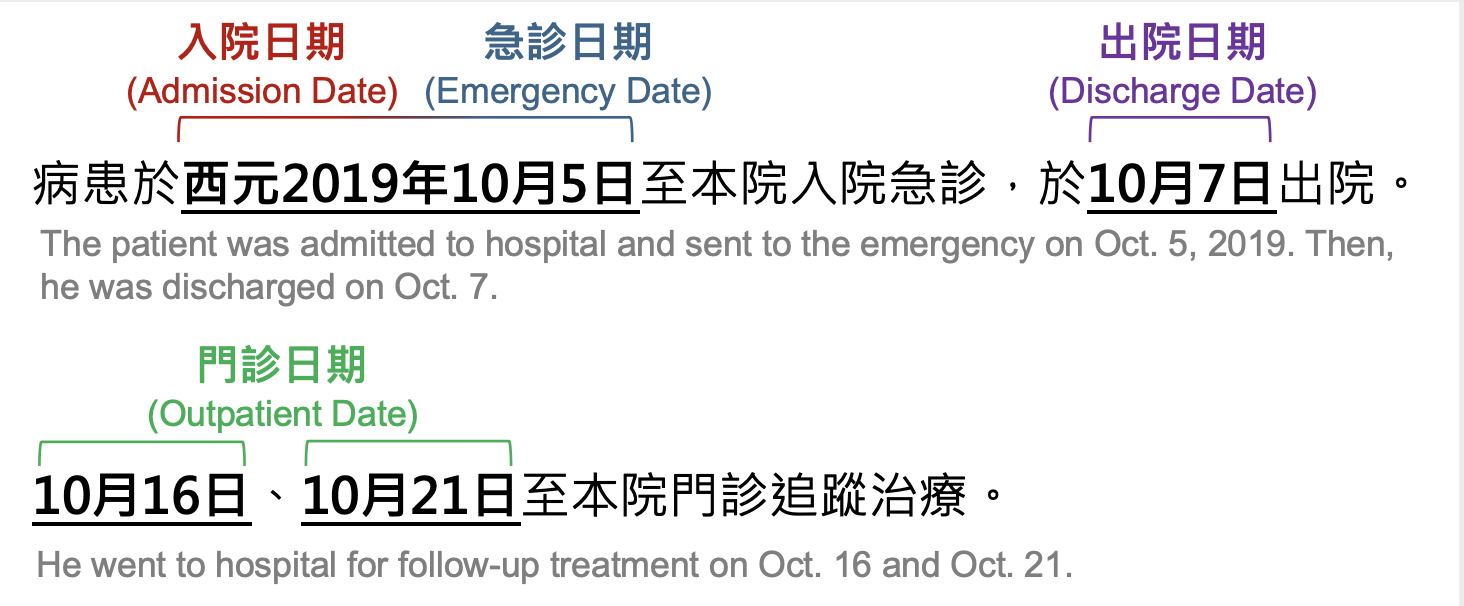 入院日期 急診日期 出院日期
(Admission Date) (Emergency Date) (Discharge Date)
病患於西元2019年10月5日至本院入院急診，於10月7日出院。
The patient was admitted to hospital and sent to the emergency on Oct. 5, 2019. Then,
he was discharged on Oct. 7.
門診日期
(Outpatient Date)
10月16日、10月21日至本院門診追蹤治療。
He went to hospital for follow-up treatment on Oct. 16 and Oct. 21.